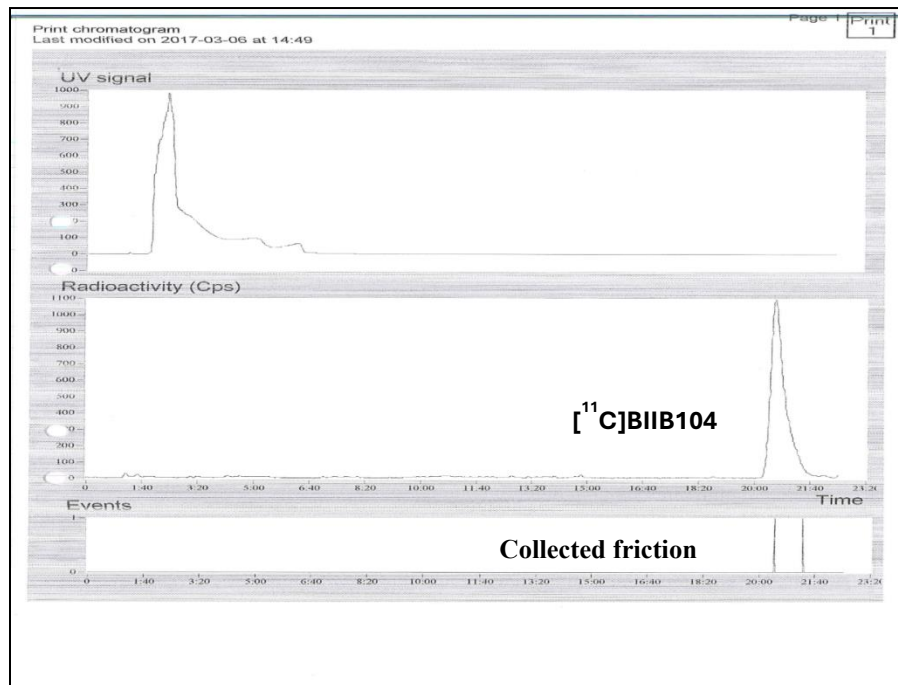 Page 1
Print
1
Print chromatogram
Last modified on 2017-03-06 at 14:49
UV signal
1000
900
800
700
600
500
400
300
100
0
Radioactivity (Cps)
1100
1000
900
800
700
600
500
400
200
100
0
[¹¹C]BIIB104
0 1:40 3:20 5:00 6:40 8:20 10:00 11:40 13:20 15:00 16:40 18:20 20:00 21:40 23:20
Events
Time
1
0
Collected friction
0 1:40 3:20 5:00 6:40 8:20 10:00 11:40 13:20 15:00 16:40 18:20 20:00 21:40 23:20